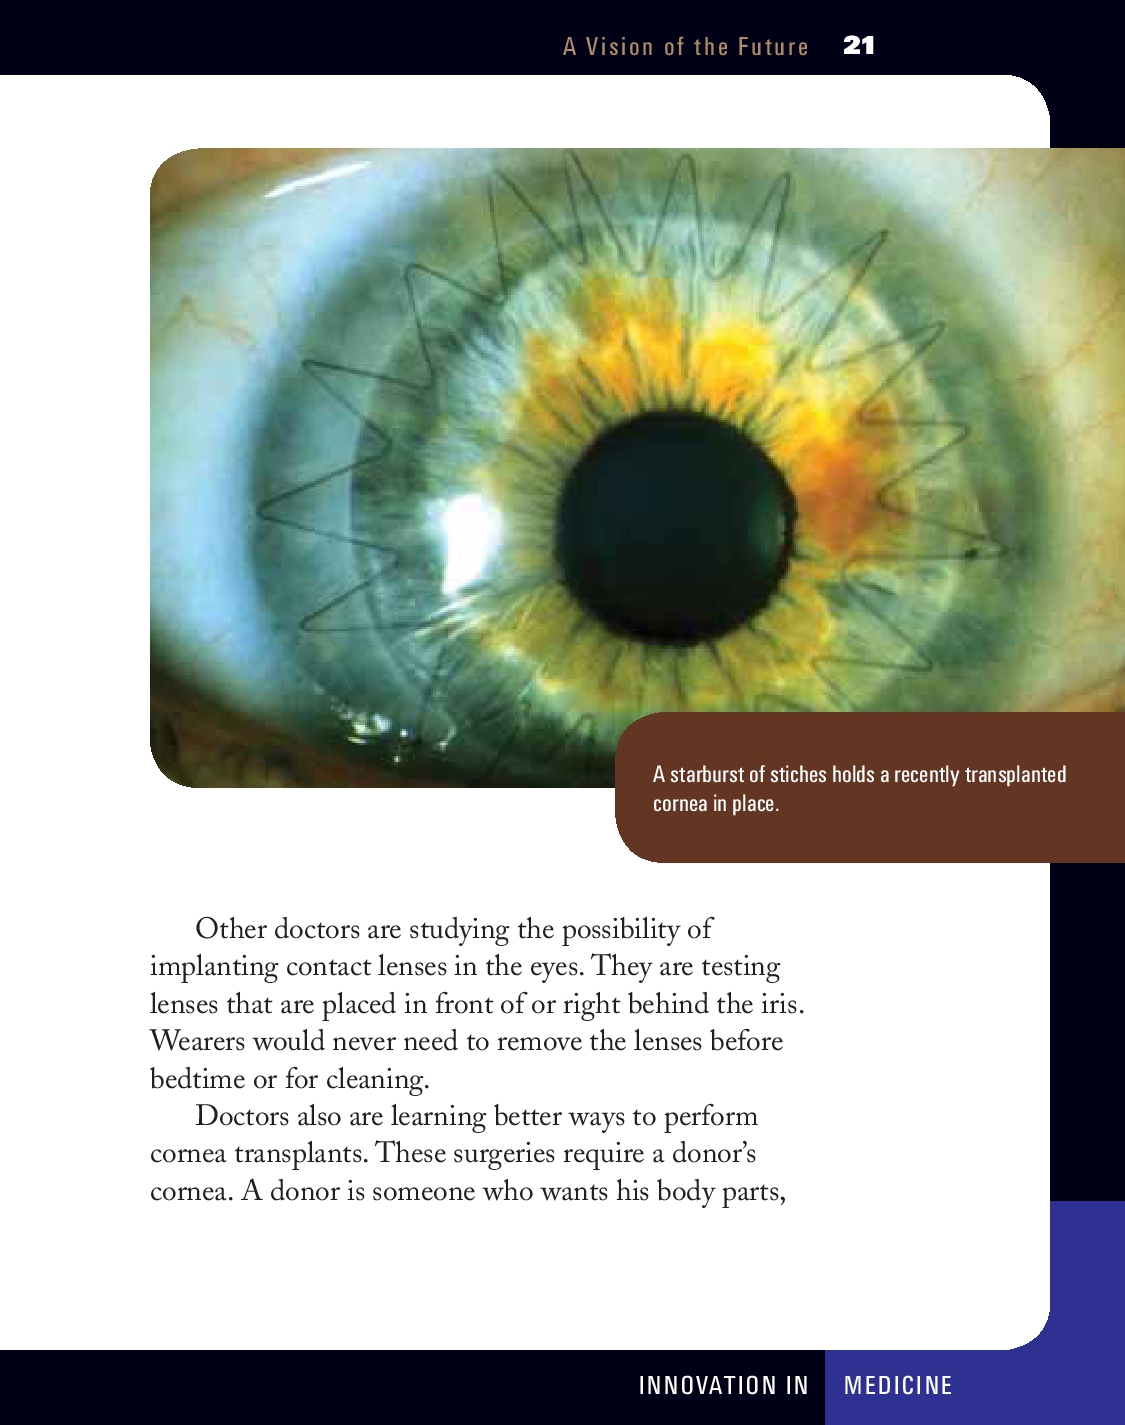 A Vision of the Future 21
A starburst of stiches holds a recently transplanted
cornea in place.
Other doctors are studying the possibility of
implanting contact lenses in the eyes. They are testing
lenses that are placed in front of or right behind the iris.
Wearers would never need to remove the lenses before
bedtime or for cleaning.
Doctors also are learning better ways to perform
cornea transplants. These surgeries require a donor’s
cornea. A donor is someone who wants his body parts,
INNOVATION IN MEDICINE